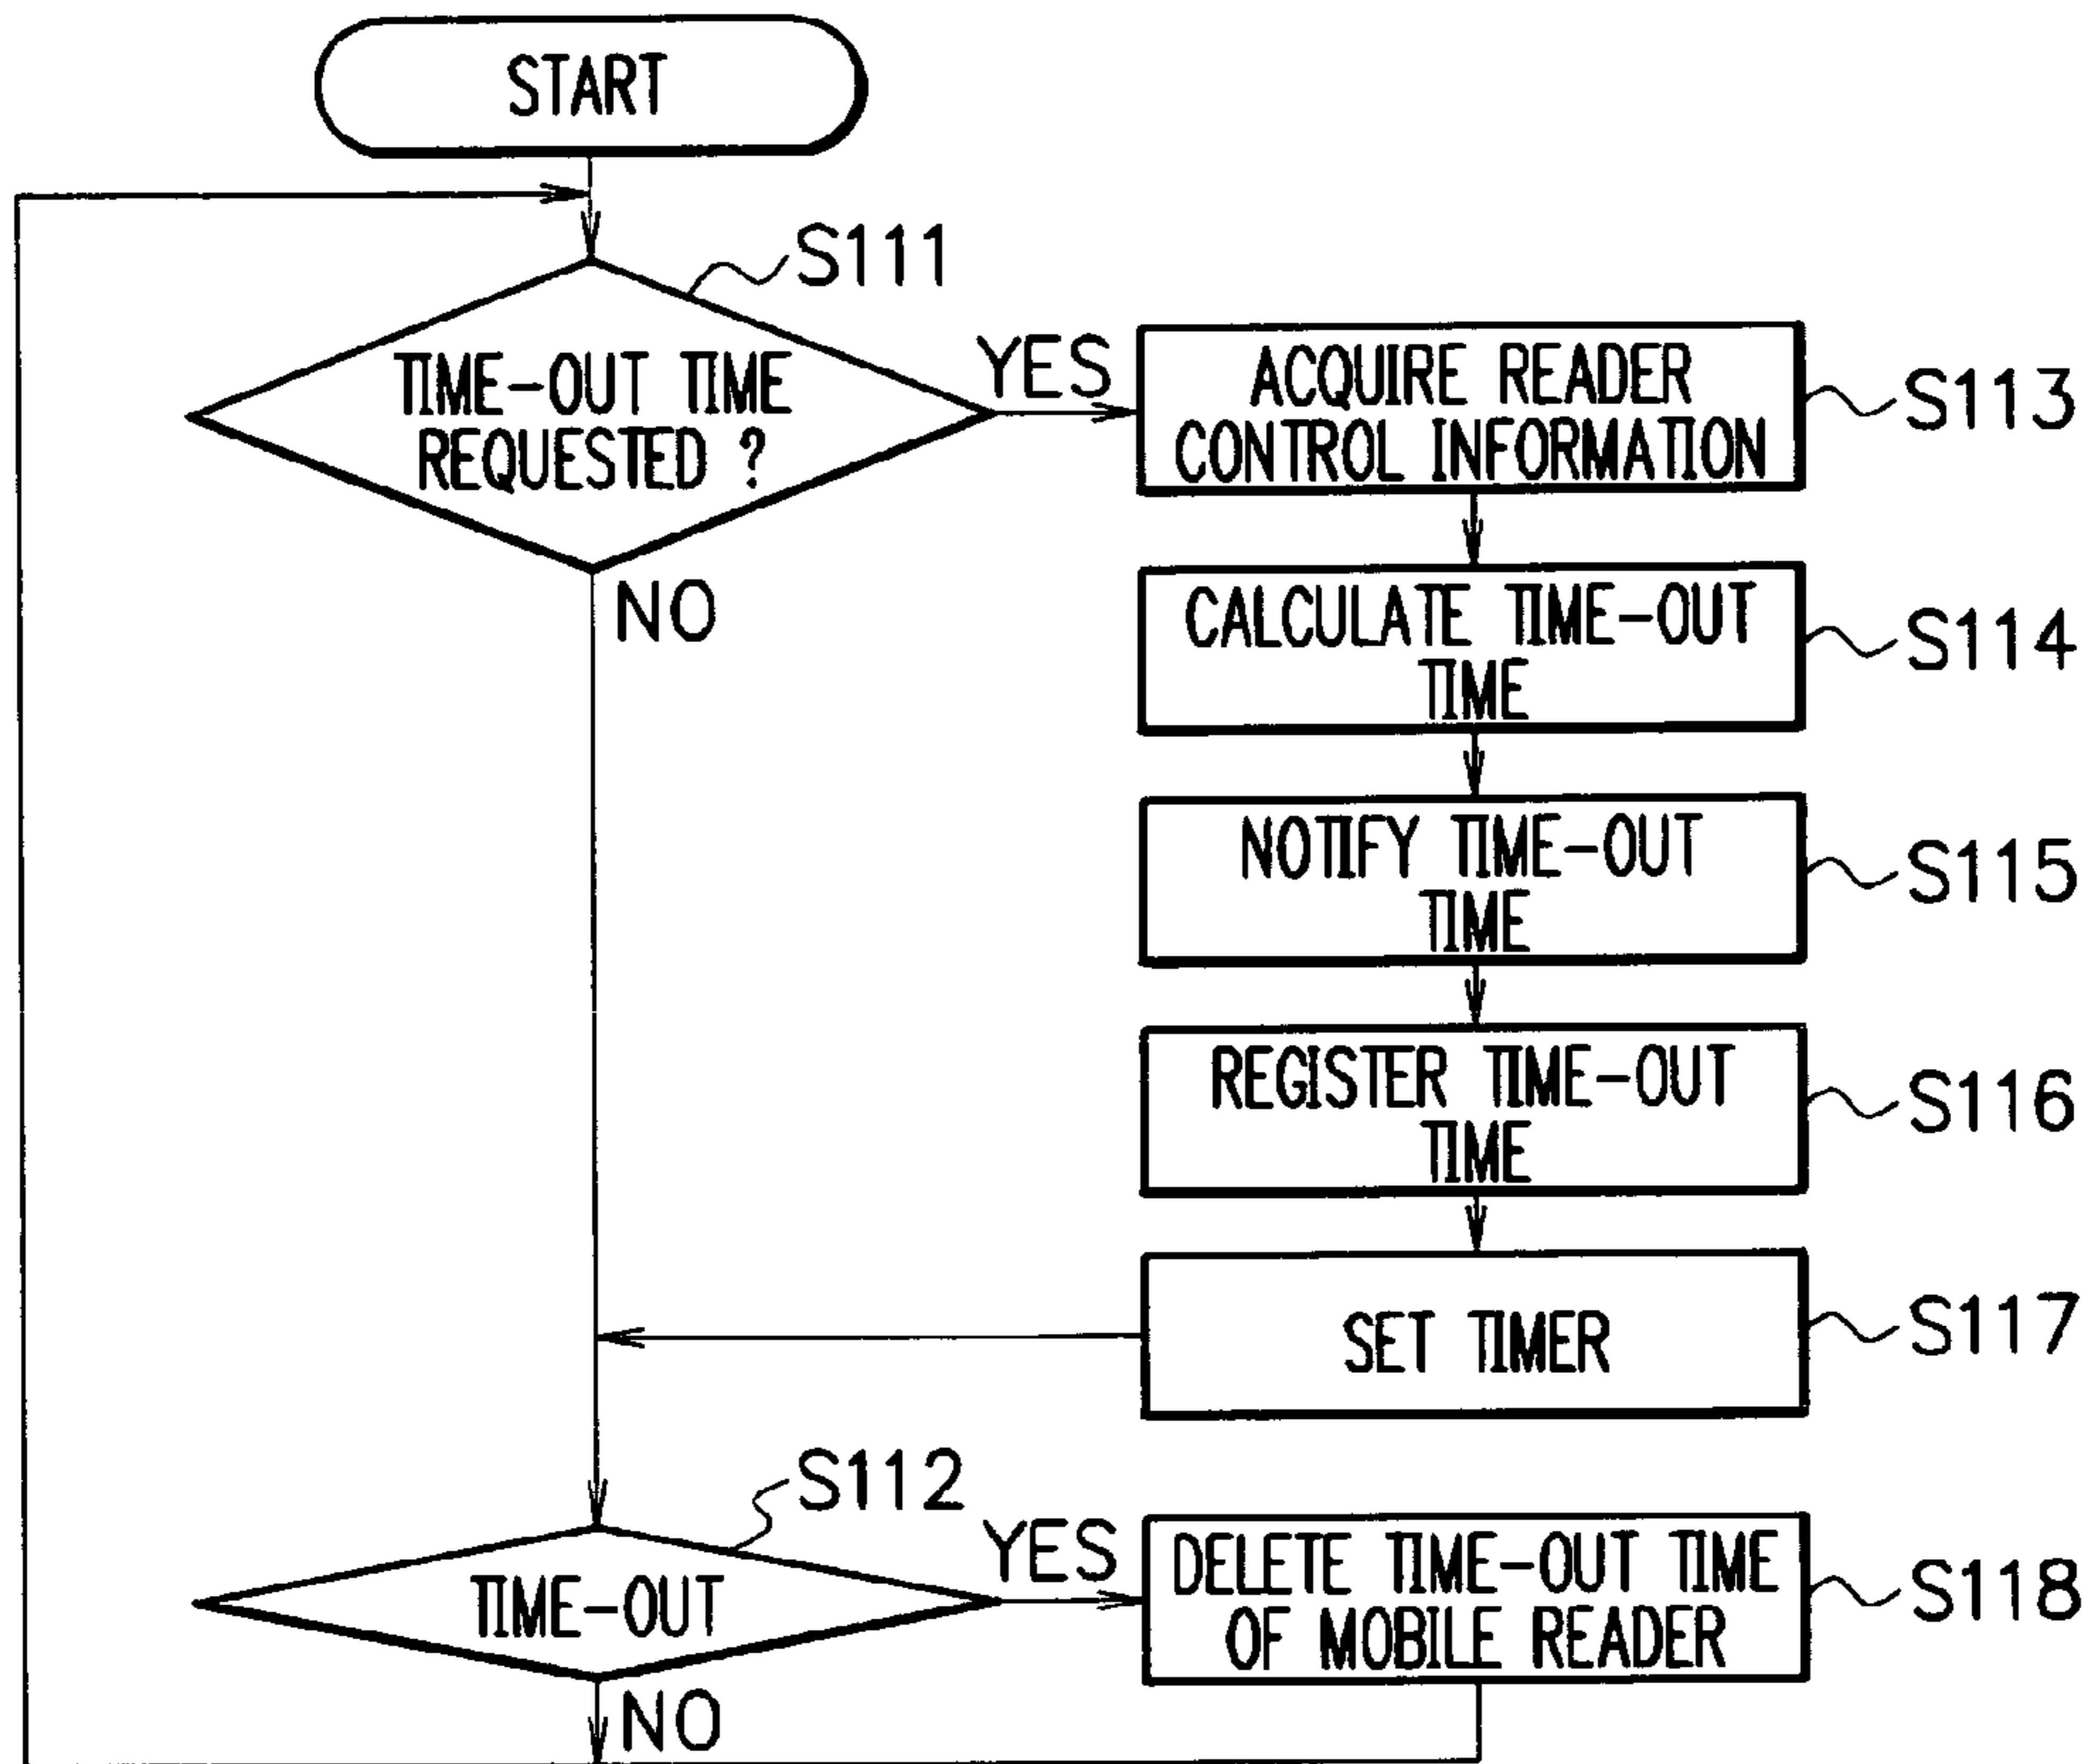 START
S111
TIME-OUT TIME
REQUESTED ?
YES
NO
ACQUIRE READER
CONTROL INFORMATION
S113
CALCULATE TIME-OUT
TIME
S114
NOTIFY TIME-OUT
TIME
S115
REGISTER TIME-OUT
TIME
S116
SET TIMER
S117
S112
TIME-OUT
YES
NO
DELETE TIME-OUT TIME
OF MOBILE READER
S118